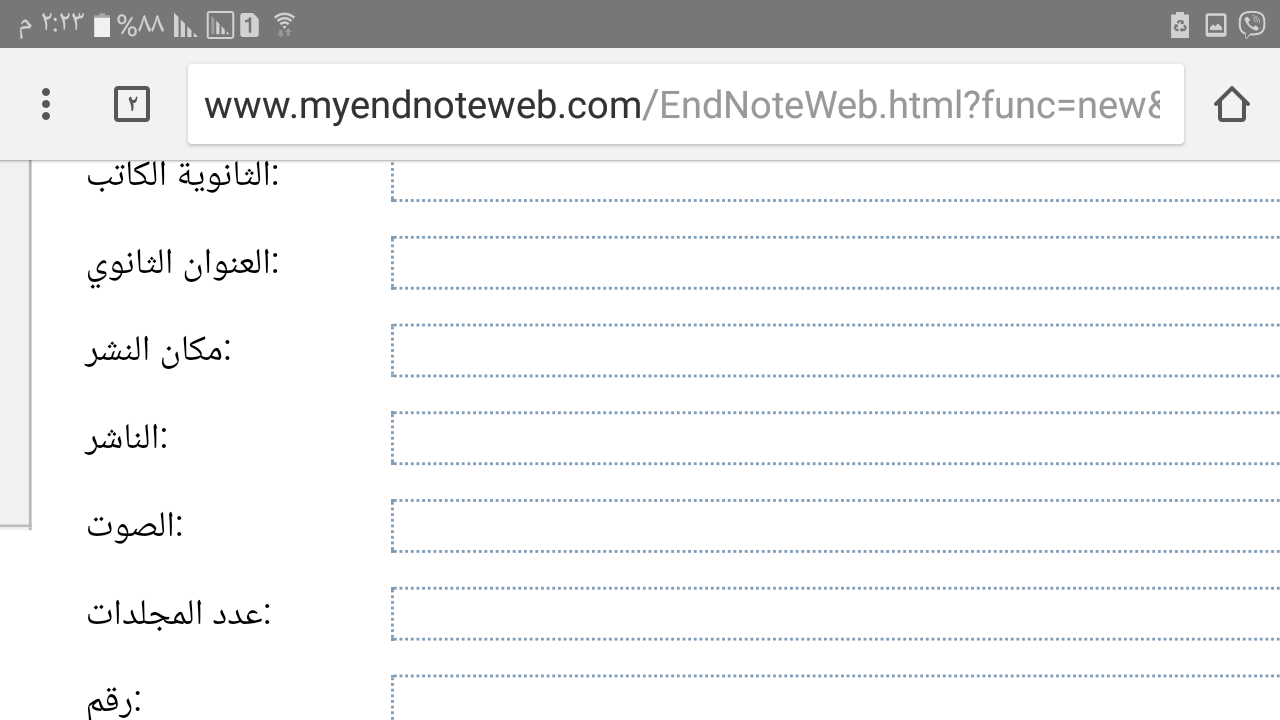 ٢:٢٣ م %٨٨ 1
٢ www.myendnoteweb.com/EndNoteWeb.html?func=new&
الثانوية الكاتب:
العنوان الثانوي:
مكان النشر:
الناشر:
الصوت:
عدد المجلدات:
رقم: